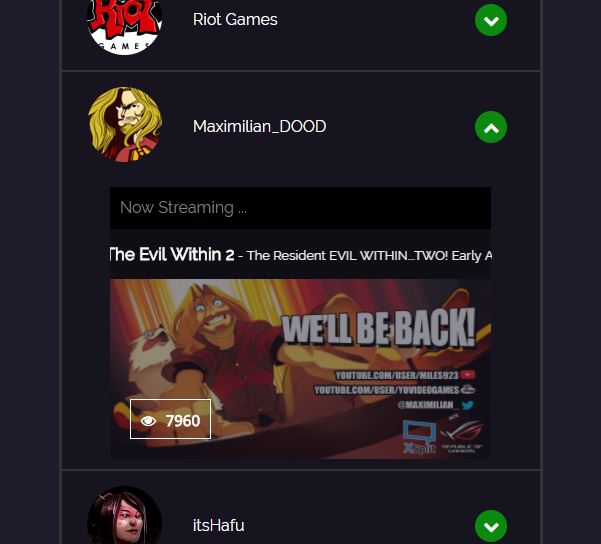 RIOT
GAMES
Riot Games
Maximilian_DOOD
Now Streaming ...
The Evil Within 2 - The Resident EVIL WITHIN...TWO! Early A
WE'LL BE BACK!
YOUTUBE.COM/USER/MILES923
YOUTUBE.COM/USER/YOVIDEOGAMES
@MAXIMILIAN_
XSplit
REPUBLIC OF
GAMERS
7960
itsHafu